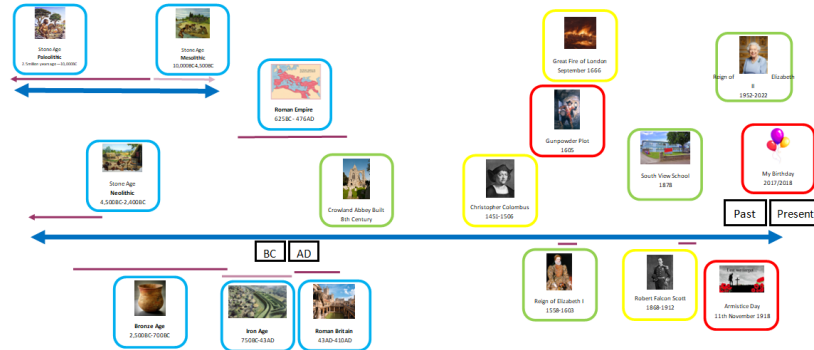 Stone Age
Paleolithic
2.5million years ago—10,000BC
Stone Age
Mesolithic
10,000BC-4,500BC
Roman Empire
625BC- 476AD
Great Fire of London
September 1666
Reign of Elizabeth
II
1952-2022
Gunpowder Plot
1605
Stone Age
Neolithic
4,500BC-2,400BC
Crowland Abbey Built
8th Century
Christopher Colombus
1451-1506
South View School
1878
My Birthday
2017/2018
Past
Present
BC
AD
Bronze Age
2,500BC-700BC
Iron Age
750BC-43AD
Roman Britain
43AD-410AD
Reign of Elizabeth I
1558-1603
Robert Falcon Scott
1868-1912
Armistice Day
11th November 1918